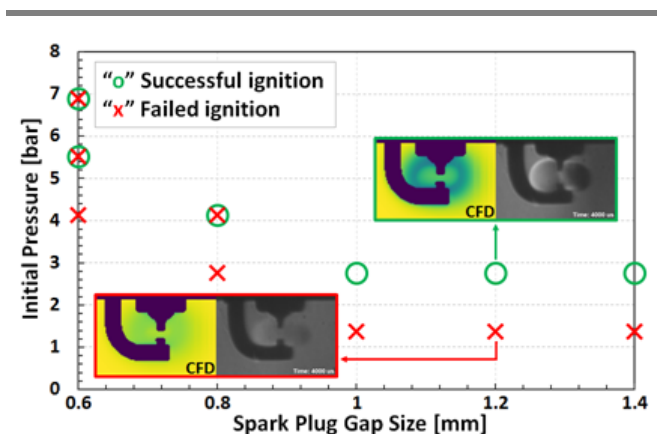 8
7
6
5
4
3
2
1
0
Initial Pressure [bar]
"o" Successful ignition
"x" Failed ignition
CFD
Time: 4000 us
CFD
Time: 4000 us
0.6 0.8 1 1.2 1.4
Spark Plug Gap Size [mm]